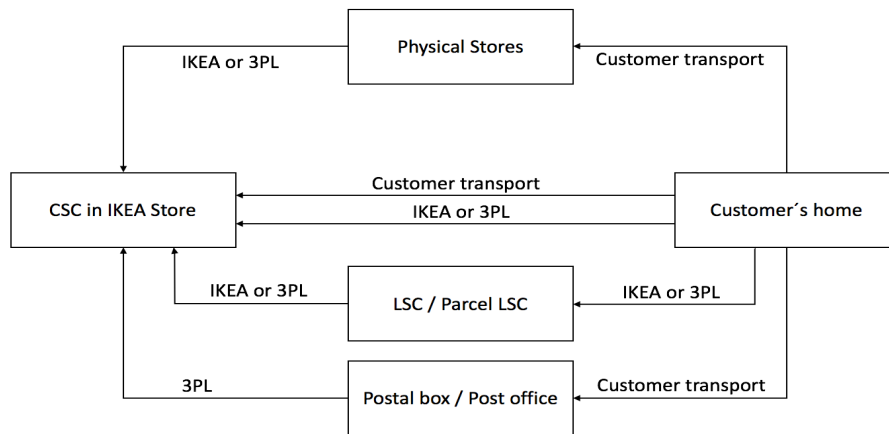 Physical Stores
IKEA or 3PL
Customer transport
Customer transport
CSC in IKEA Store
Customer´s home
IKEA or 3PL
IKEA or 3PL
LSC / Parcel LSC
IKEA or 3PL
3PL
Postal box / Post office
Customer transport